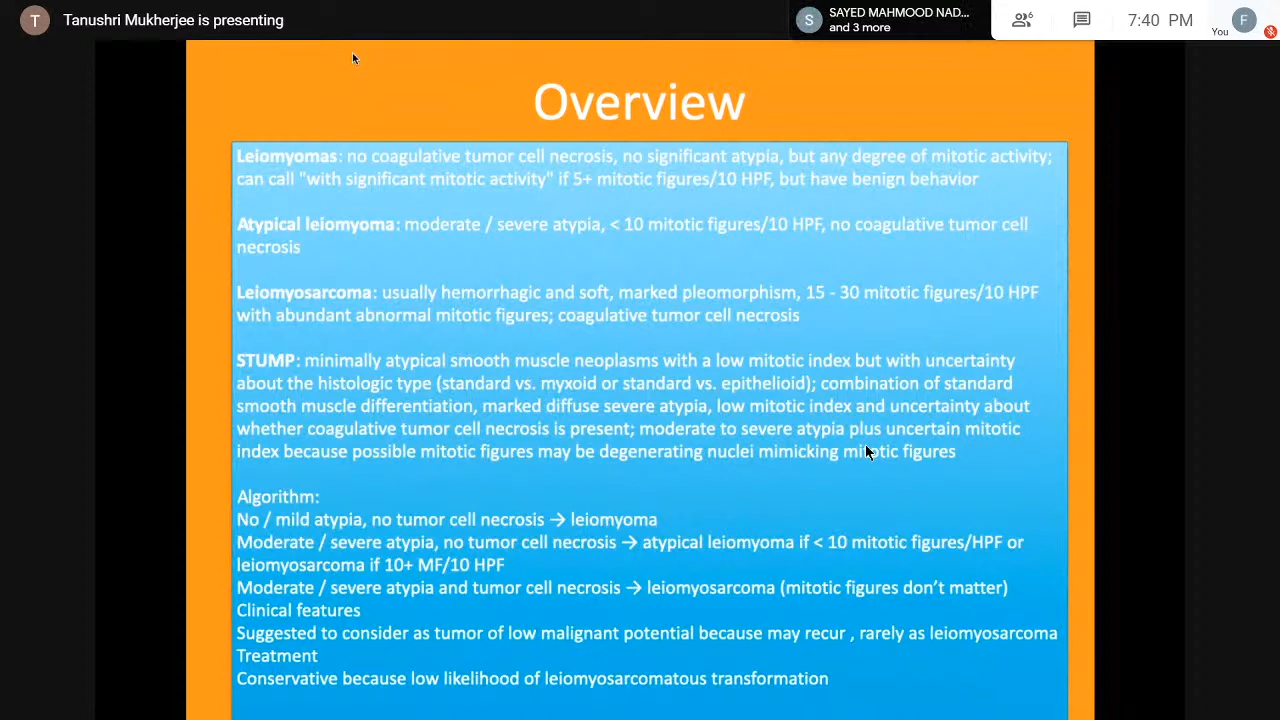 T
Tanushri Mukherjee is presenting
S
SAYED MAHMOOD NAD...
and 3 more
6
7:40 PM
You
F
Overview
Leiomyomas: no coagulative tumor cell necrosis, no significant atypia, but any degree of mitotic activity;
can call "with significant mitotic activity" if 5+ mitotic figures/10 HPF, but have benign behavior
Atypical leiomyoma: moderate / severe atypia, < 10 mitotic figures/10 HPF, no coagulative tumor cell
necrosis
Leiomyosarcoma: usually hemorrhagic and soft, marked pleomorphism, 15 - 30 mitotic figures/10 HPF
with abundant abnormal mitotic figures; coagulative tumor cell necrosis
STUMP: minimally atypical smooth muscle neoplasms with a low mitotic index but with uncertainty
about the histologic type (standard vs. myxoid or standard vs. epithelioid); combination of standard
smooth muscle differentiation, marked diffuse severe atypia, low mitotic index and uncertainty about
whether coagulative tumor cell necrosis is present; moderate to severe atypia plus uncertain mitotic
index because possible mitotic figures may be degenerating nuclei mimicking mitotic figures
Algorithm:
No / mild atypia, no tumor cell necrosis → leiomyoma
Moderate / severe atypia, no tumor cell necrosis → atypical leiomyoma if < 10 mitotic figures/HPF or
leiomyosarcoma if 10+ MF/10 HPF
Moderate / severe atypia and tumor cell necrosis → leiomyosarcoma (mitotic figures don't matter)
Clinical features
Suggested to consider as tumor of low malignant potential because may recur , rarely as leiomyosarcoma
Treatment
Conservative because low likelihood of leiomyosarcomatous transformation